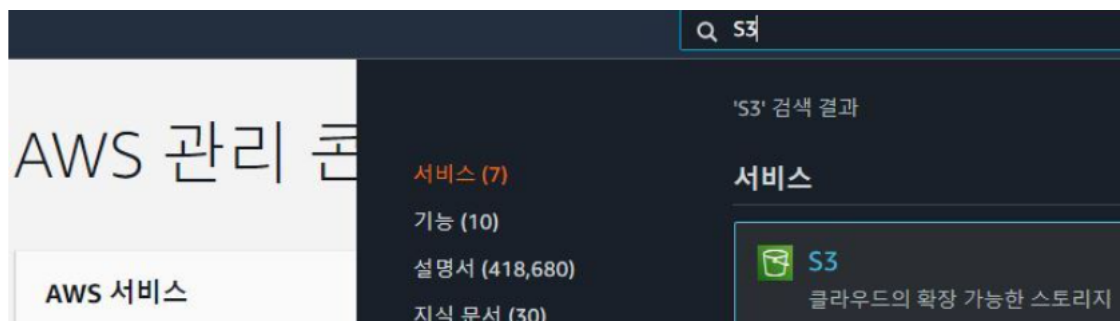 S3
'S3' 검색 결과
AWS 관리 콘
서비스 (7)
기능 (10)
설명서 (418,680)
지식 문서 (30)
서비스
S3
클라우드의 확장 가능한 스토리지
AWS 서비스